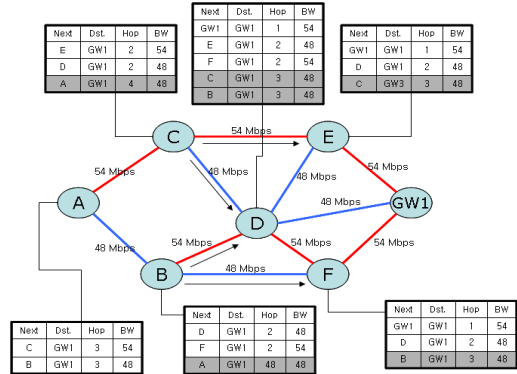 Next Dst. Hop BW
E GW1 2 54
D GW1 2 48
A GW1 4 48
Next Dst. Hop BW
GW1 GW1 1 54
E GW1 2 48
F GW1 2 54
C GW1 3 48
B GW1 3 48
Next Dst. Hop BW
GW1 GW1 1 54
D GW1 2 48
C GW3 3 48
C
54 Mbps
E
54 Mbps
48 Mbps
48 Mbps
54 Mbps
A
48 Mbps
GW1
D
48 Mbps
54 Mbps
54 Mbps
54 Mbps
B
48 Mbps
F
Next Dst. Hop BW
C GW1 3 54
B GW1 3 48
Next Dst. Hop BW
D GW1 2 48
F GW1 2 54
A GW1 48 48
Next Dst. Hop BW
GW1 GW1 1 54
D GW1 2 48
B GW1 3 48